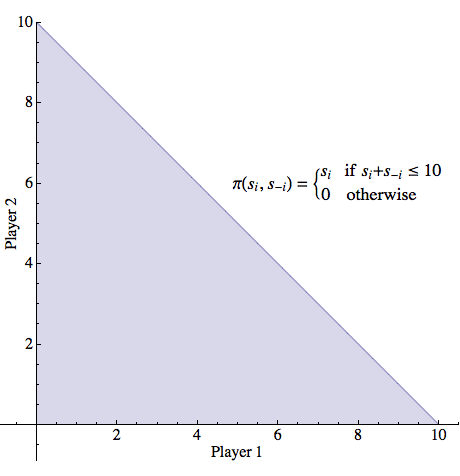 10
8
6
4
2
Player 2
π(sᵢ, s₋ᵢ) = { sᵢ if sᵢ+s₋ᵢ ≤ 10
0 otherwise
2 4 6 8 10
Player 1